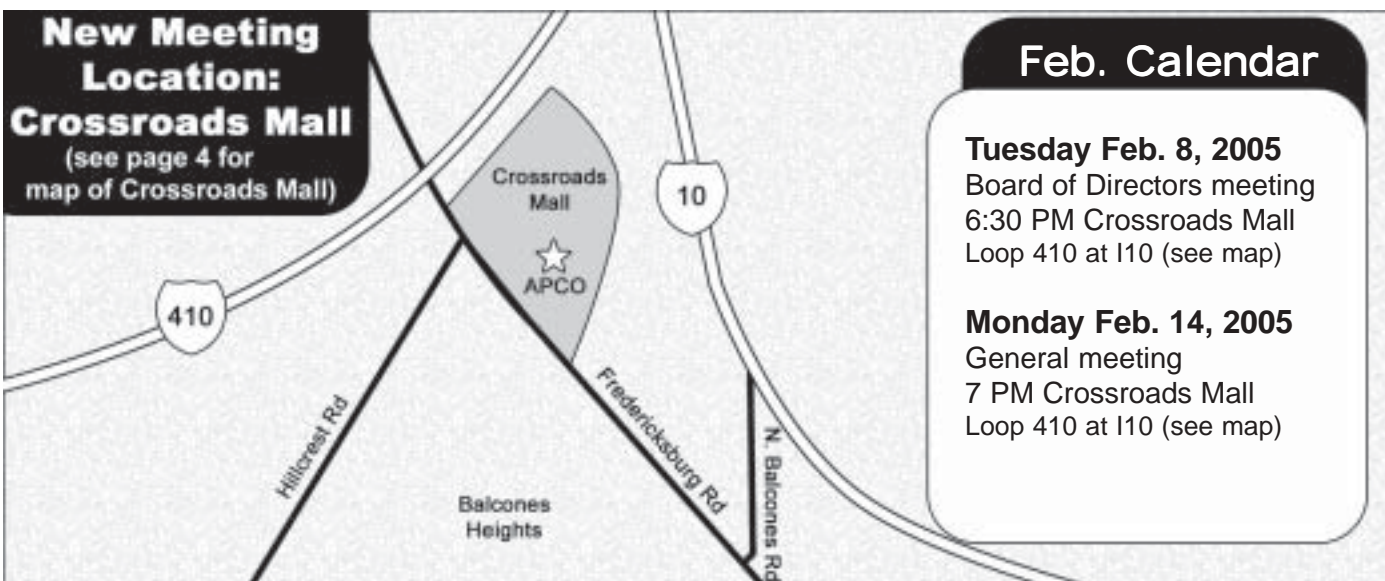 New Meeting
Location:
Crossroads Mall
(see page 4 for
map of Crossroads Mall)
Crossroads
Mall
APCO
10
410
Hillcrest Rd
Fredericksburg Rd
N. Balcones Rd
Balcones
Heights
Feb. Calendar
Tuesday Feb. 8, 2005
Board of Directors meeting
6:30 PM Crossroads Mall
Loop 410 at I10 (see map)
Monday Feb. 14, 2005
General meeting
7 PM Crossroads Mall
Loop 410 at I10 (see map)